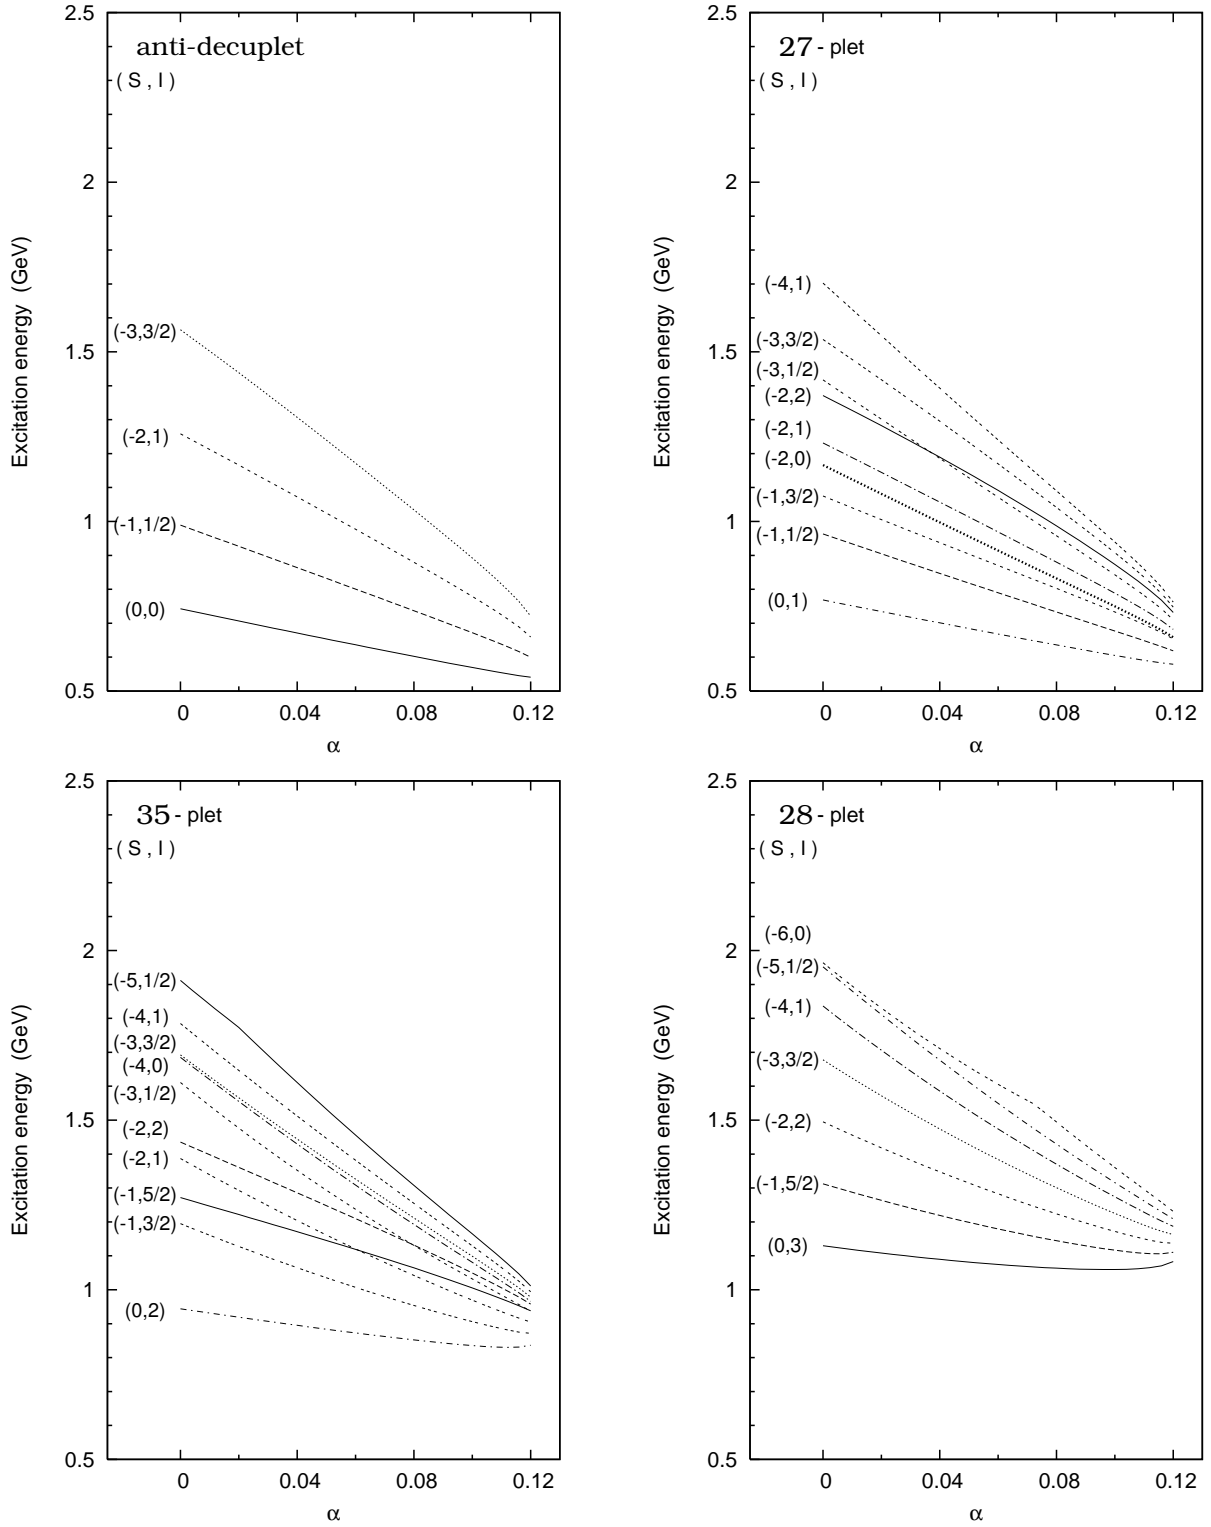 anti-decuplet
( S , I )
2.5
2
1.5
1
0.5
Excitation energy (GeV)
(-3,3/2)
(-2,1)
(-1,1/2)
(0,0)
0 0.04 0.08 0.12
α
27 - plet
( S , I )
2.5
2
1.5
1
0.5
Excitation energy (GeV)
(-4,1)
(-3,3/2)
(-3,1/2)
(-2,2)
(-2,1)
(-2,0)
(-1,3/2)
(-1,1/2)
(0,1)
0 0.04 0.08 0.12
α
35 - plet
( S , I )
2.5
2
1.5
1
0.5
Excitation energy (GeV)
(-5,1/2)
(-4,1)
(-3,3/2)
(-4,0)
(-3,1/2)
(-2,2)
(-2,1)
(-1,5/2)
(-1,3/2)
(0,2)
0 0.04 0.08 0.12
α
28 - plet
( S , I )
2.5
2
1.5
1
0.5
Excitation energy (GeV)
(-6,0)
(-5,1/2)
(-4,1)
(-3,3/2)
(-2,2)
(-1,5/2)
(0,3)
0 0.04 0.08 0.12
α